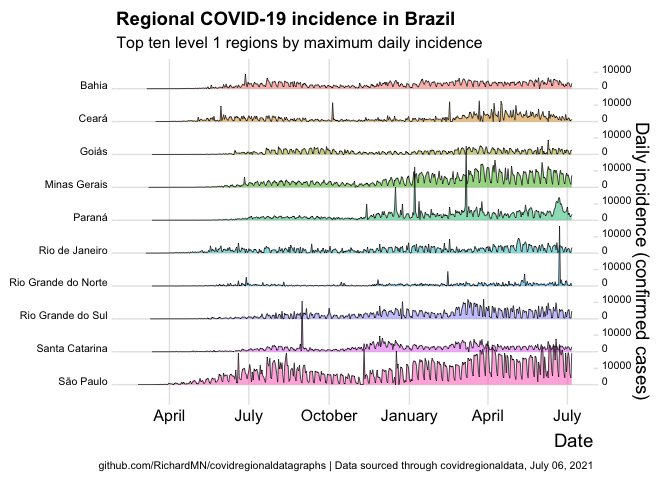 Regional COVID-19 incidence in Brazil
Top ten level 1 regions by maximum daily incidence
Bahia
10000
0
Ceará
10000
0
Goiás
10000
0
Minas Gerais
10000
0
Paraná
10000
0
Rio de Janeiro
10000
0
Rio Grande do Norte
10000
0
Rio Grande do Sul
10000
0
Santa Catarina
10000
0
São Paulo
10000
0
Daily incidence (confirmed cases)
April July October January April July
Date
github.com/RichardMN/covidregionaldatagraphs | Data sourced through covidregionaldata, July 06, 2021